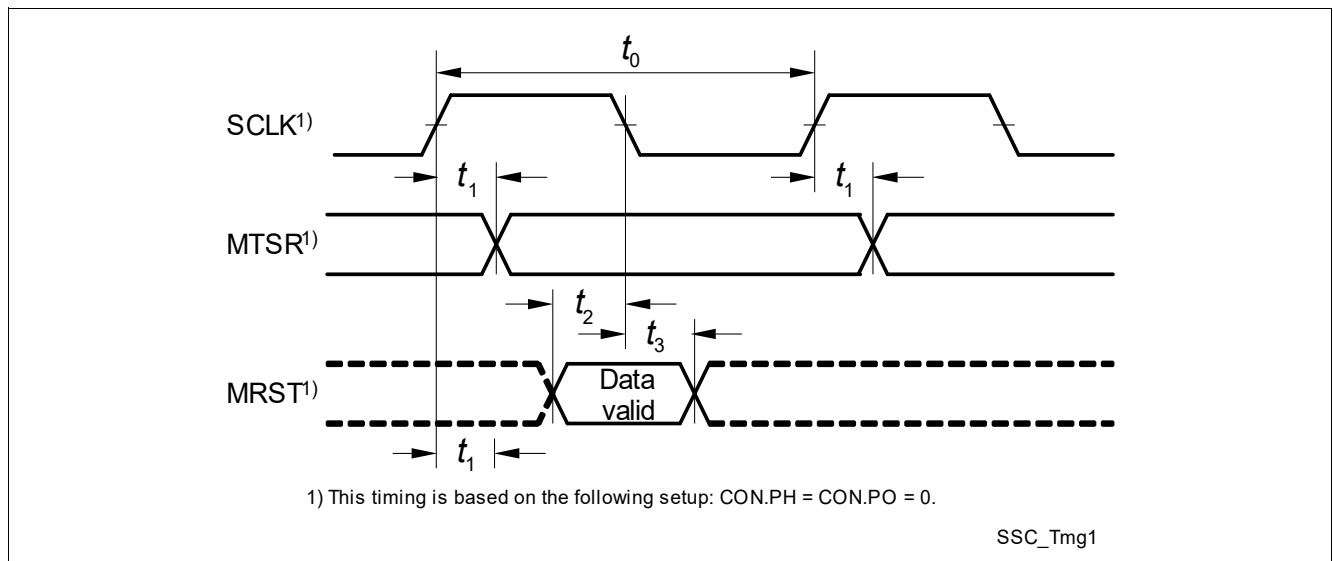 t0
SCLK1)
t1 t1
MTSR1)
t2
t3
MRST1)
Data
valid
t1
1) This timing is based on the following setup: CON.PH = CON.PO = 0.
SSC_Tmg1